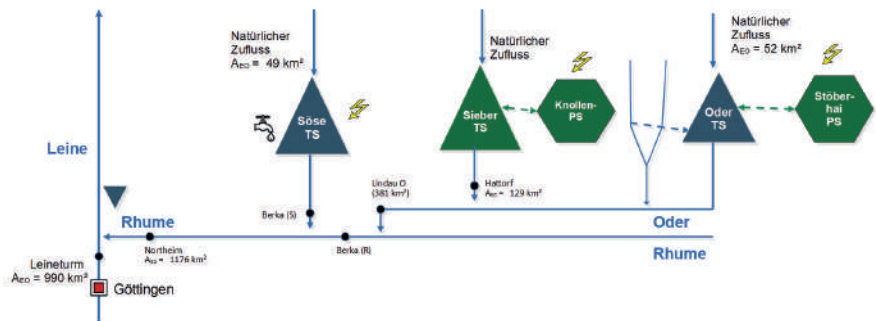 Natürlicher
Zufluss
AEO = 49 km²
Natürlicher
Zufluss
Natürlicher
Zufluss
AE0 = 52 km²
Söse
TS
Sieber
TS
Knollen-
PS
Oder
TS
Stöber-
hai
PS
Leine
Lindau O
(381 km²)
Hattorf
AEO = 129 km²
Rhume
Berka (S)
Oder
Northeim
AEO = 1176 km²
Berka (R)
Rhume
Leineturm
AEO = 990 km²
Göttingen